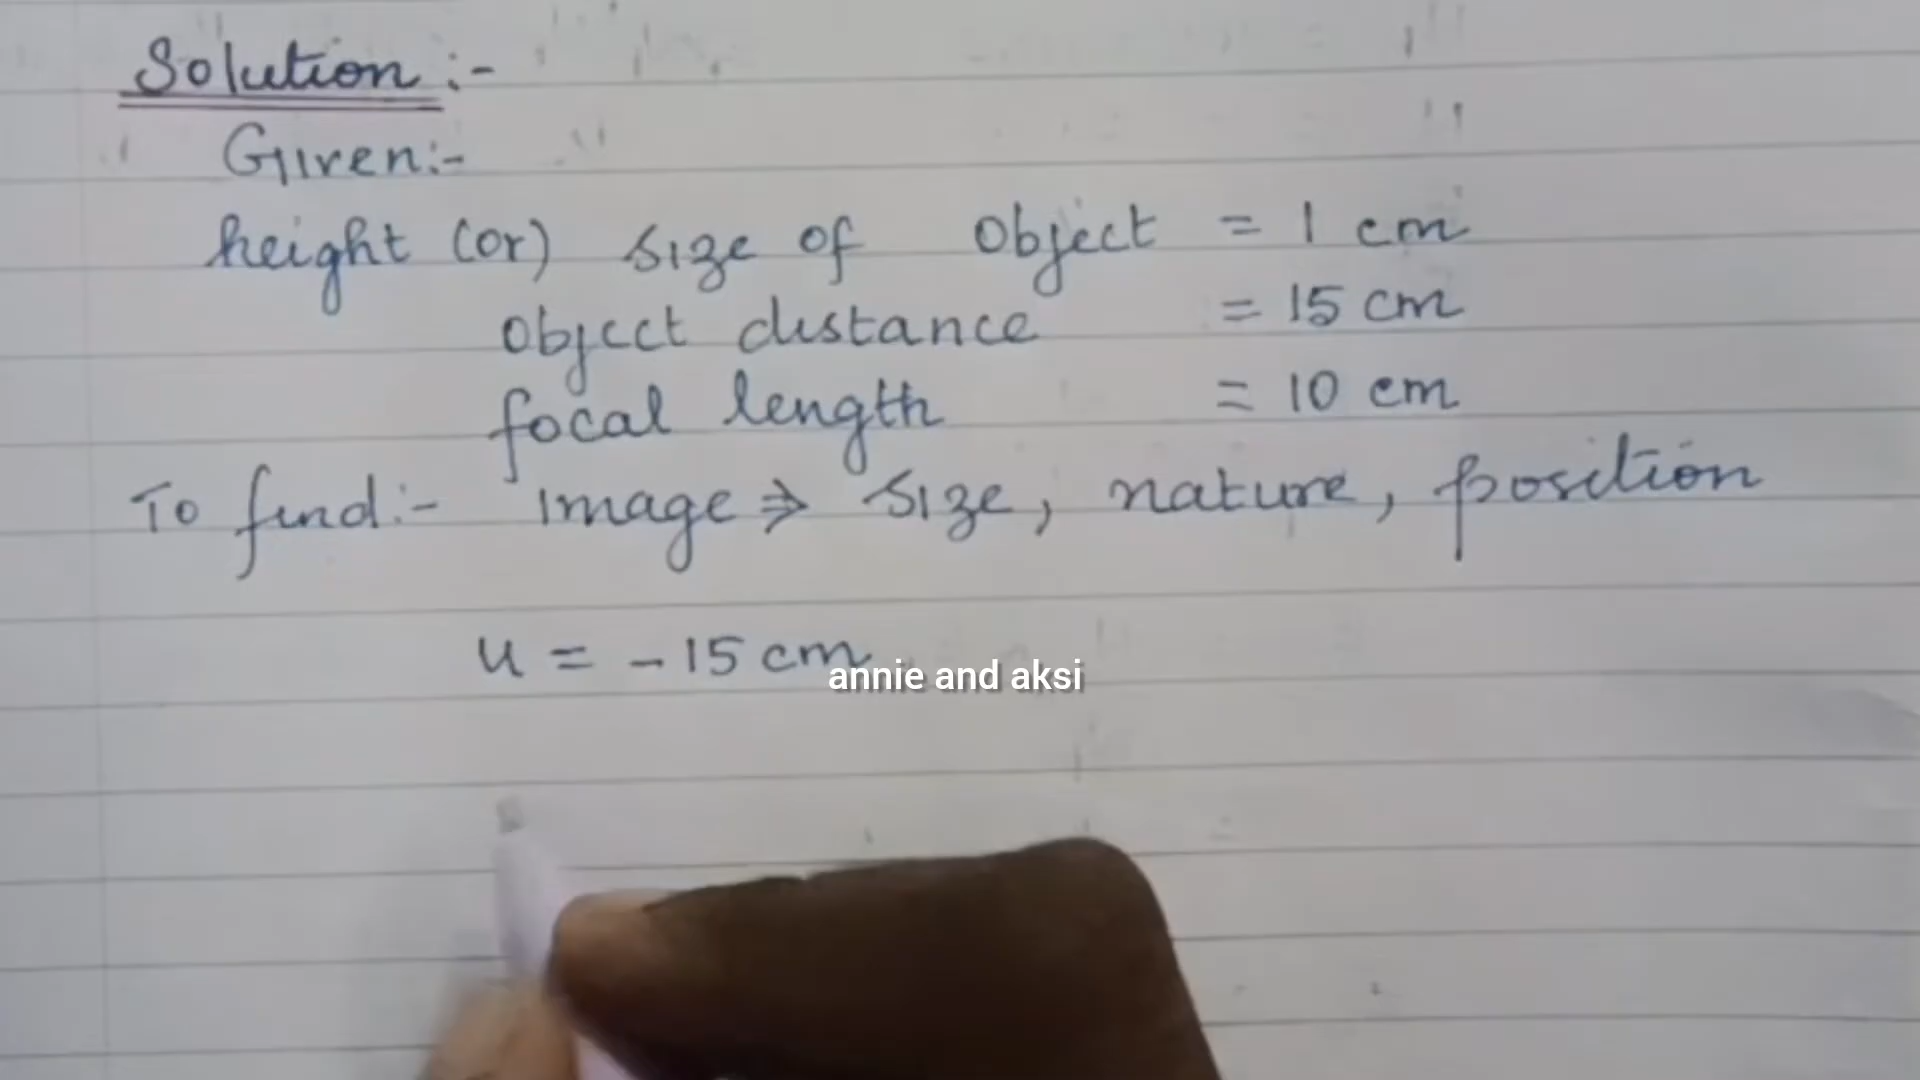 Solution :-
Given:-
height (or) size of object = 1 cm
object distance = 15 cm
focal length = 10 cm
To find:- image ⇒ size, nature, position
u = - 15 cm
annie and aksi